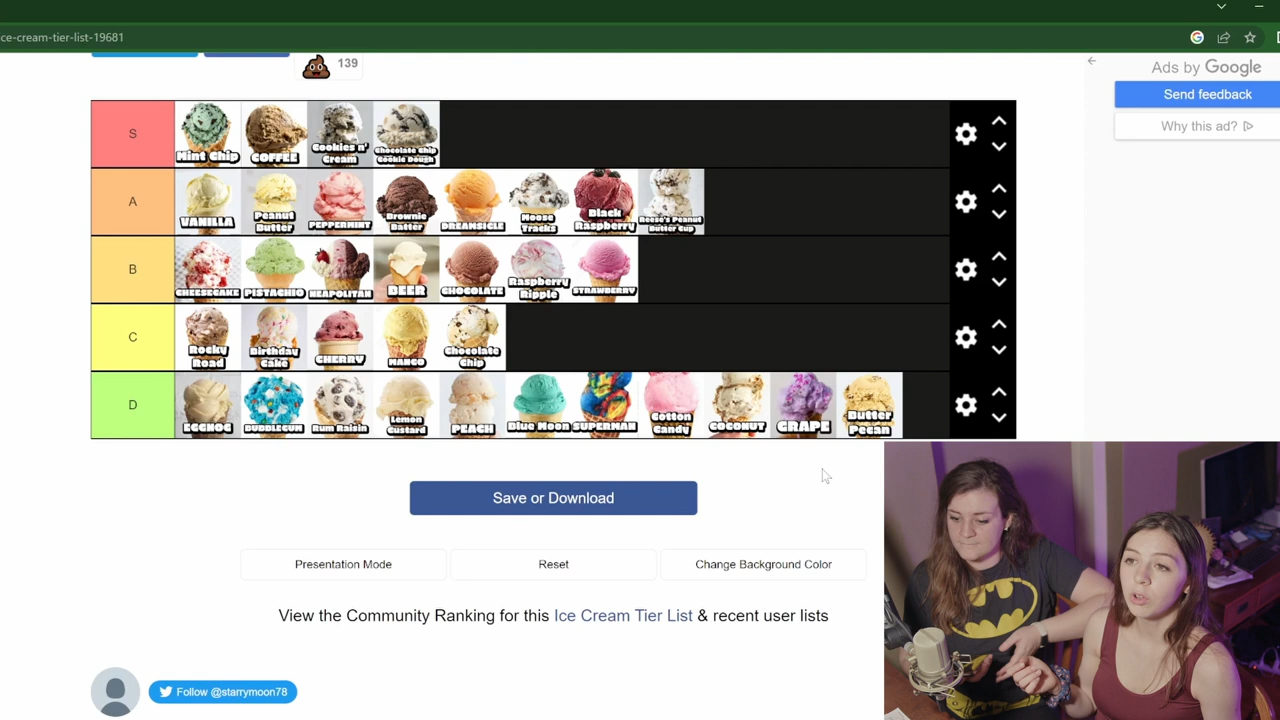 ce-cream-tier-list-19681
139
Ads by Google
Send feedback
Why this ad?
S
Mint Chip
COFFEE
Cookies n'
Cream
Chocolate Chip
Cookie Dough
A
VANILLA
Peanut
Butter
PEPPERMINT
Brownie
Batter
DREAMSICLE
Moose
Tracks
Black
Raspberry
Reese's Peanut
Butter Cup
B
CHEESECAKE
PISTACHIO
NEAPOLITAN
BEER
CHOCOLATE
Raspberry
Ripple
STRAWBERRY
C
Rocky
Road
Birthday
Cake
CHERRY
MANGO
Chocolate
Chip
D
EGGNOG
BUBBLEGUM
Rum Raisin
Lemon
Custard
PEACH
Blue Moon
SUPERMAN
Cotton
Candy
COCONUT
GRAPE
Butter
Pecan
Save or Download
Presentation Mode
Reset
Change Background Color
View the Community Ranking for this Ice Cream Tier List & recent user lists
Follow @starrymoon78